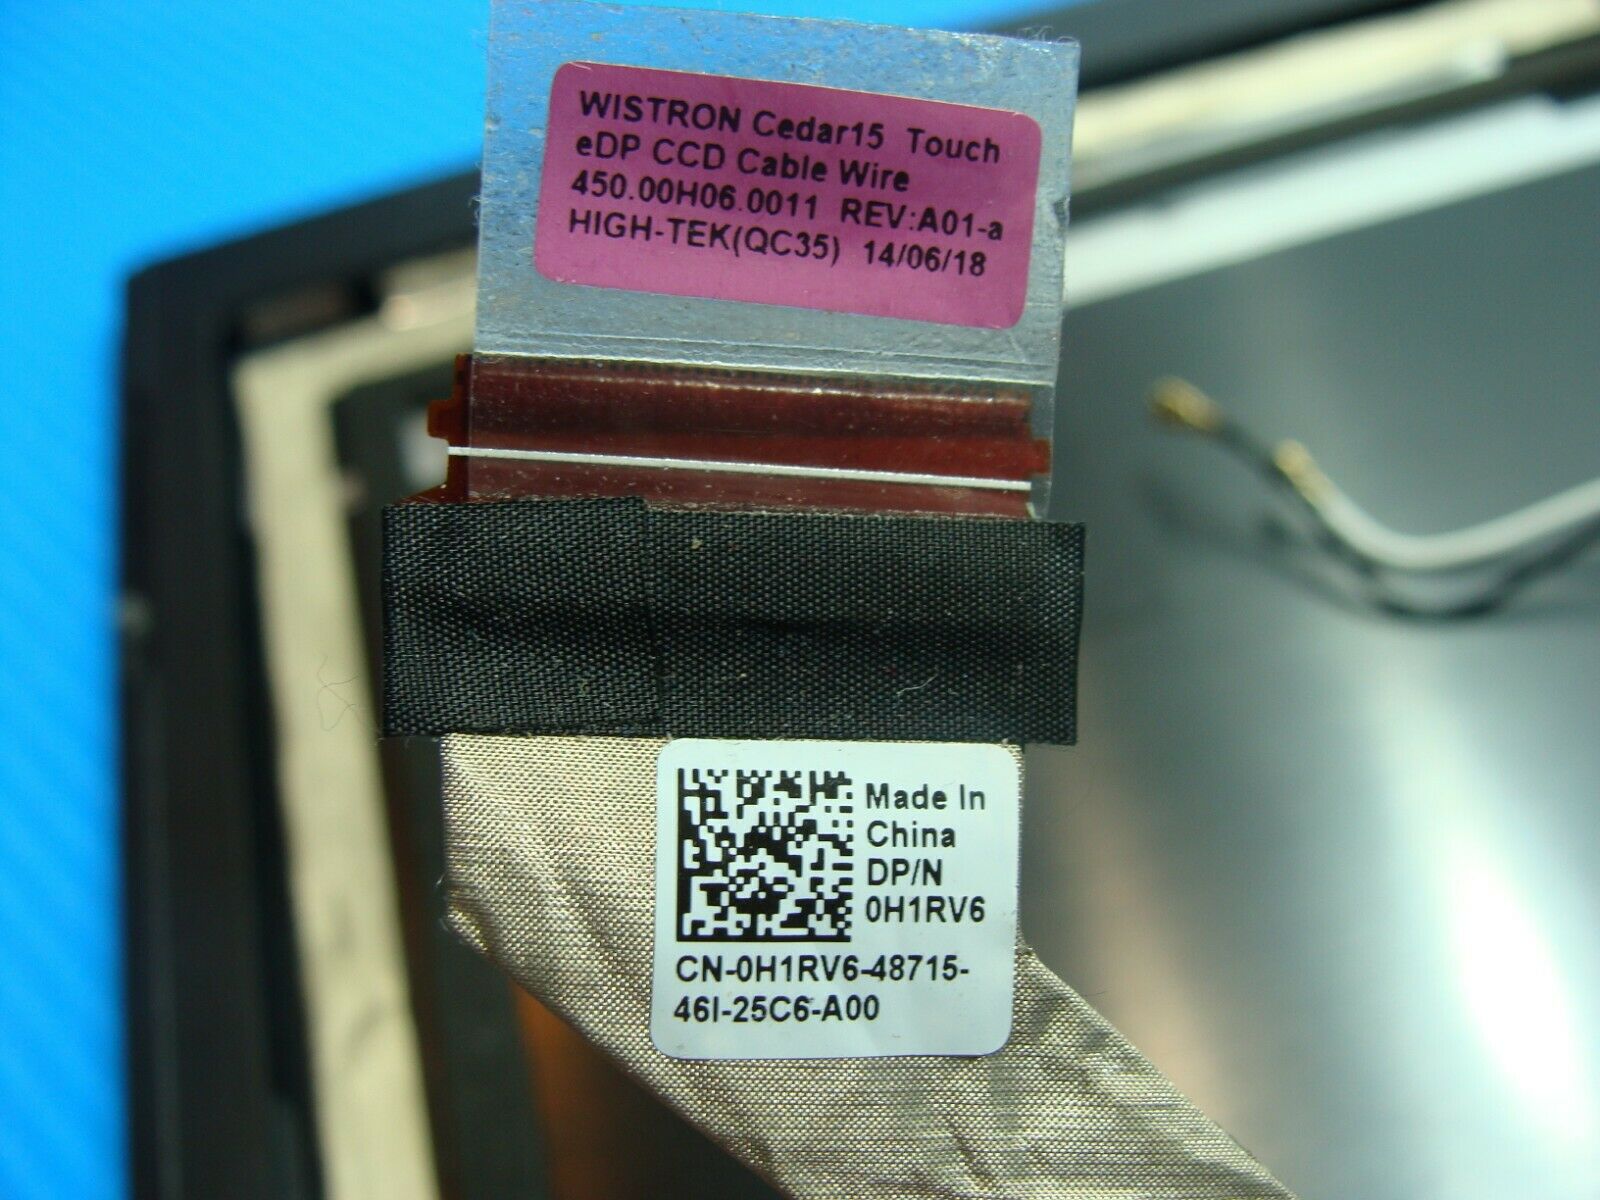 WISTRON Cedar15 Touch
eDP CCD Cable Wire
450.00H06.0011 REV:A01-a
HIGH-TEK(QC35) 14/06/18
Made In
China
DP/N
0H1RV6
CN-0H1RV6-48715-
46I-25C6-A00